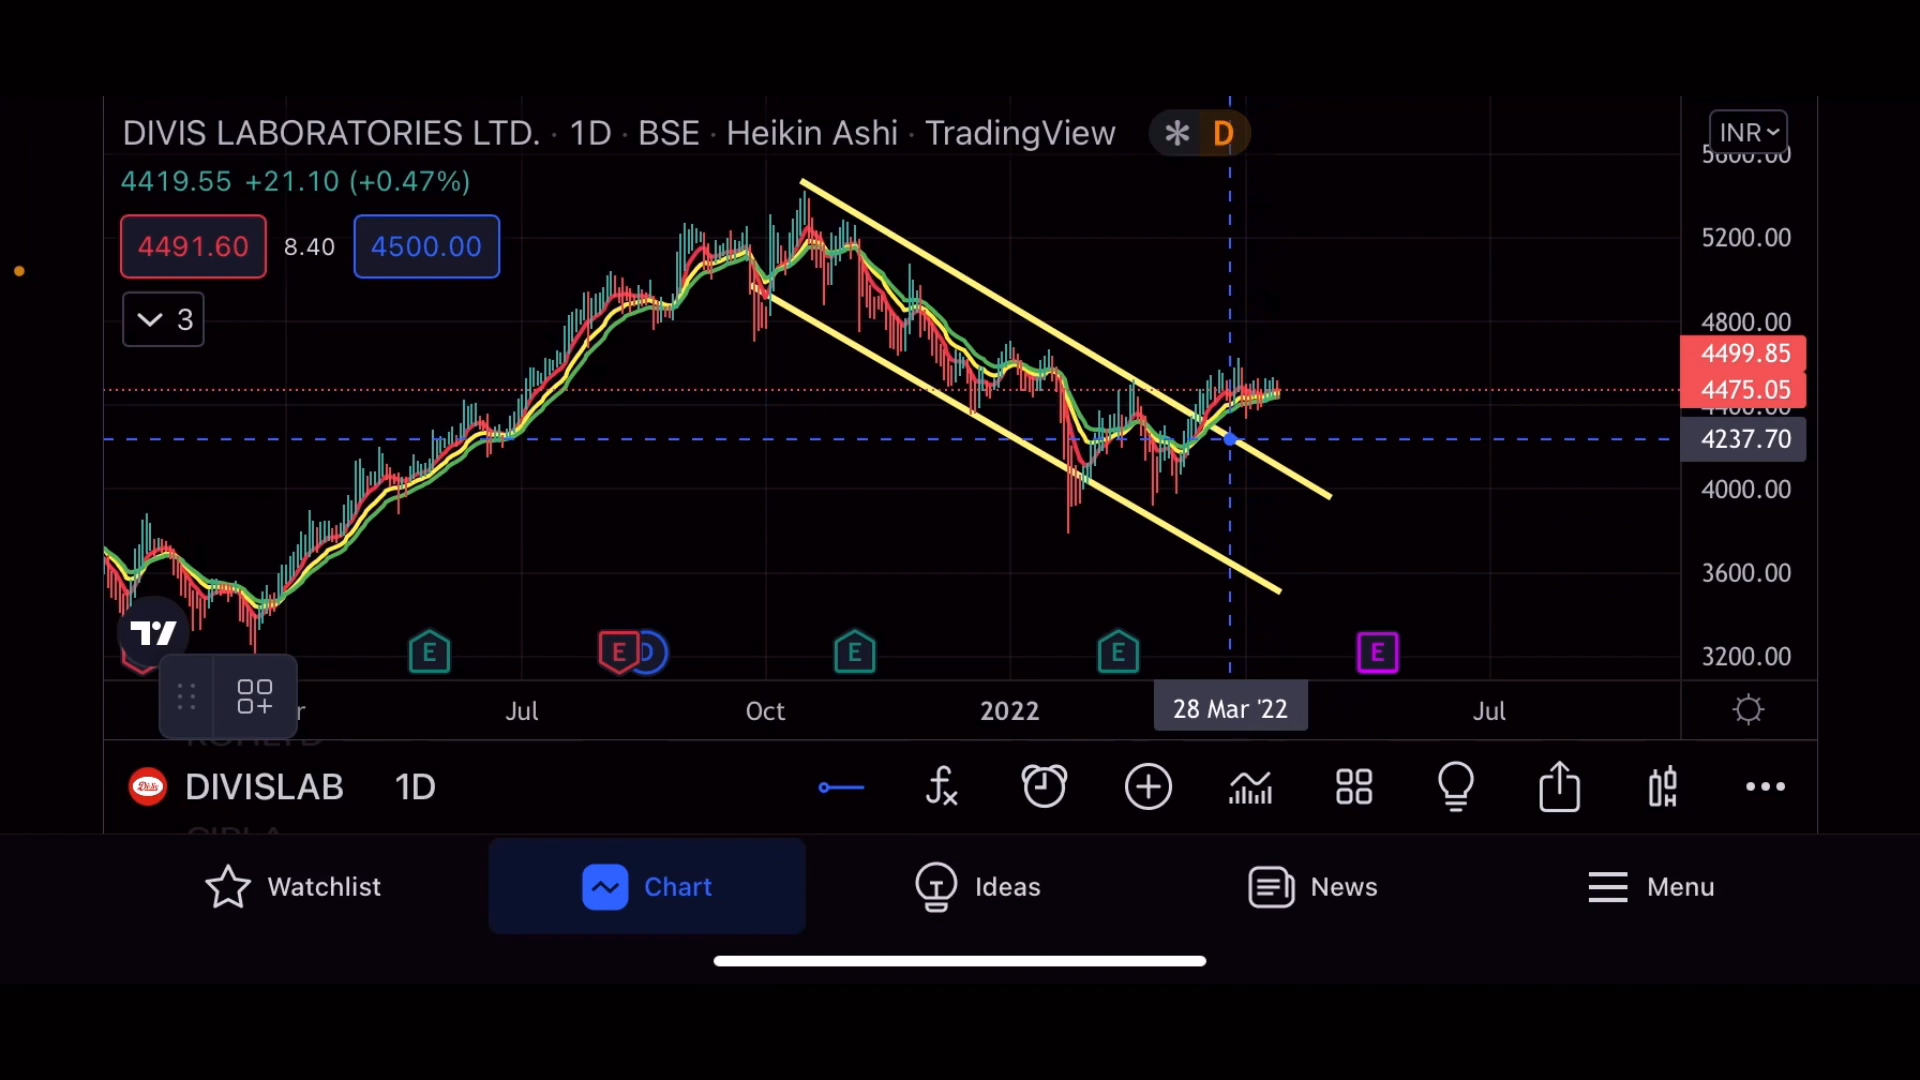 DIVIS LABORATORIES LTD. · 1D · BSE · Heikin Ashi · TradingView
D
INR
4419.55 +21.10 (+0.47%)
4491.60 8.40 4500.00
3
5600.00
5200.00
4800.00
4499.85
4475.05
4400.00
4237.70
4000.00
3600.00
3200.00
E E D E E E
Jul Oct 2022 28 Mar '22 Jul
DIVISLAB 1D
Watchlist Chart Ideas News Menu